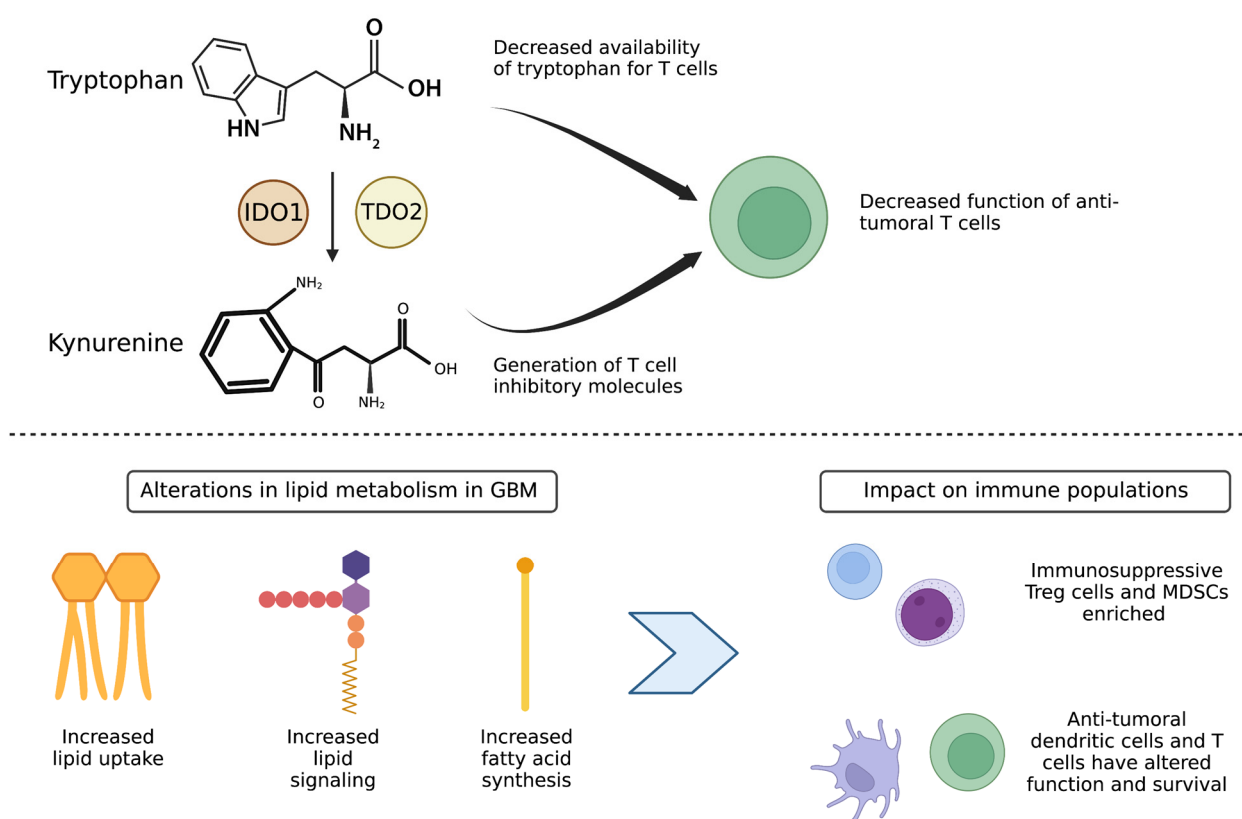 Tryptophan
O
OH
HN
NH2
Decreased availability
of tryptophan for T cells
IDO1
TDO2
Decreased function of anti-
tumoral T cells
Kynurenine
NH2
O
OH
O
NH2
Generation of T cell
inhibitory molecules
Alterations in lipid metabolism in GBM
Increased
lipid uptake
Increased
lipid
signaling
Increased
fatty acid
synthesis
Impact on immune populations
Immunosuppressive
Treg cells and MDSCs
enriched
Anti-tumoral
dendritic cells and T
cells have altered
function and survival